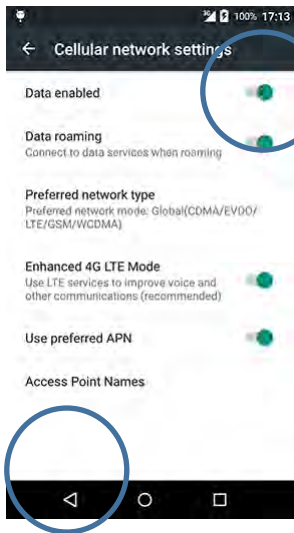 3G 100% 17:13
← Cellular network settings
Data enabled
Data roaming
Connect to data services when roaming
Preferred network type
Preferred network mode: Global(CDMA/EVDO/
LTE/GSM/WCDMA)
Enhanced 4G LTE Mode
Use LTE services to improve voice and
other communications (recommended)
Use preferred APN
Access Point Names